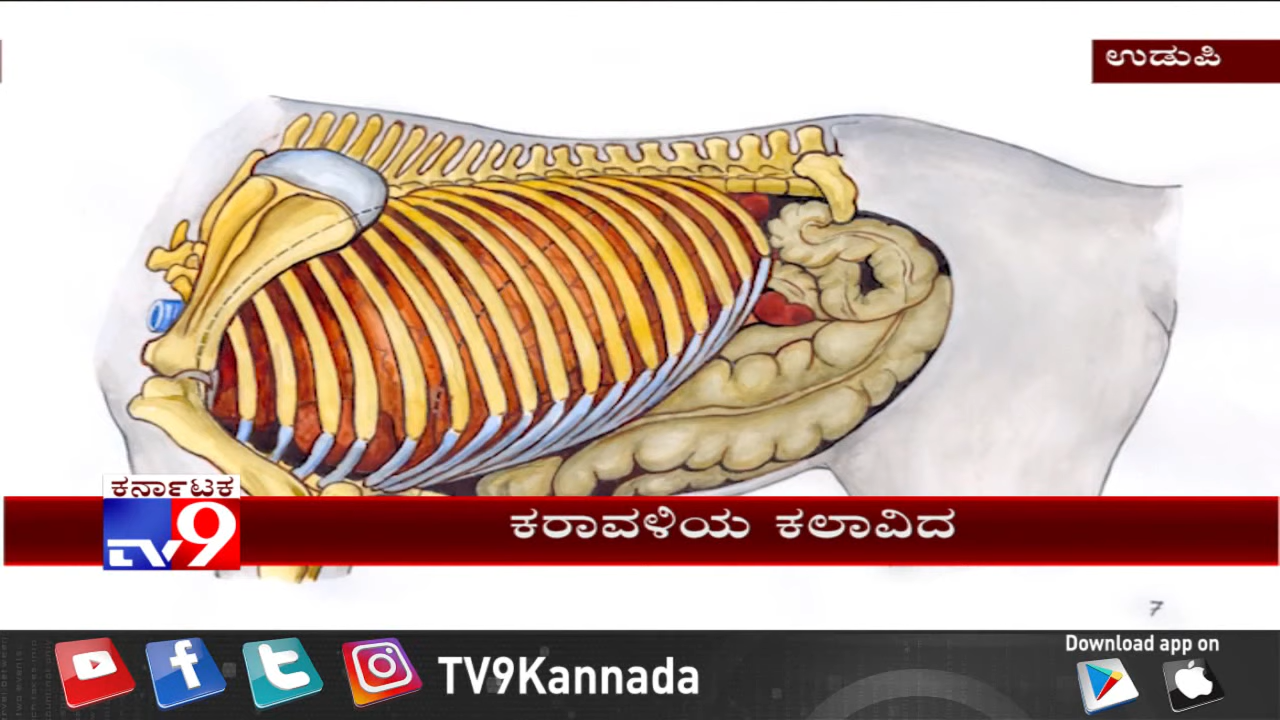 ಉಡುಪಿ
ಕರ್ನಾಟಕ
TV9
ಕರಾವಳಿಯ ಕಲಾವಿದ
7
Download app on
TV9Kannada